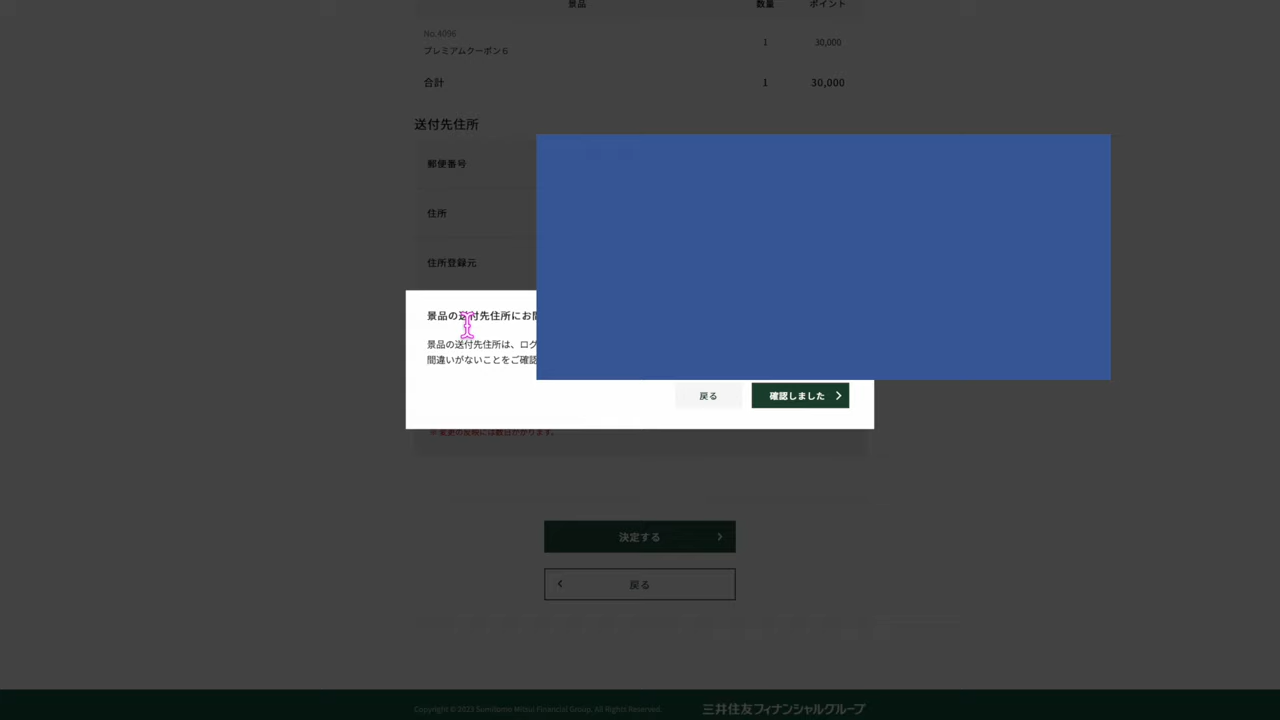 景品 数量 ポイント
No.4096
プレミアムクーポン6 1 30,000
合計 1 30,000
送付先住所
郵便番号
住所
住所登録元
景品の送付先住所にお
景品の送付先住所は、ログ
間違いがないことをご確認
戻る 確認しました
※ 変更の反映には数日かかります。
決定する
戻る
Copyright © 2023 Sumitomo Mitsui Financial Group. All Rights Reserved. 三井住友フィナンシャルグループ